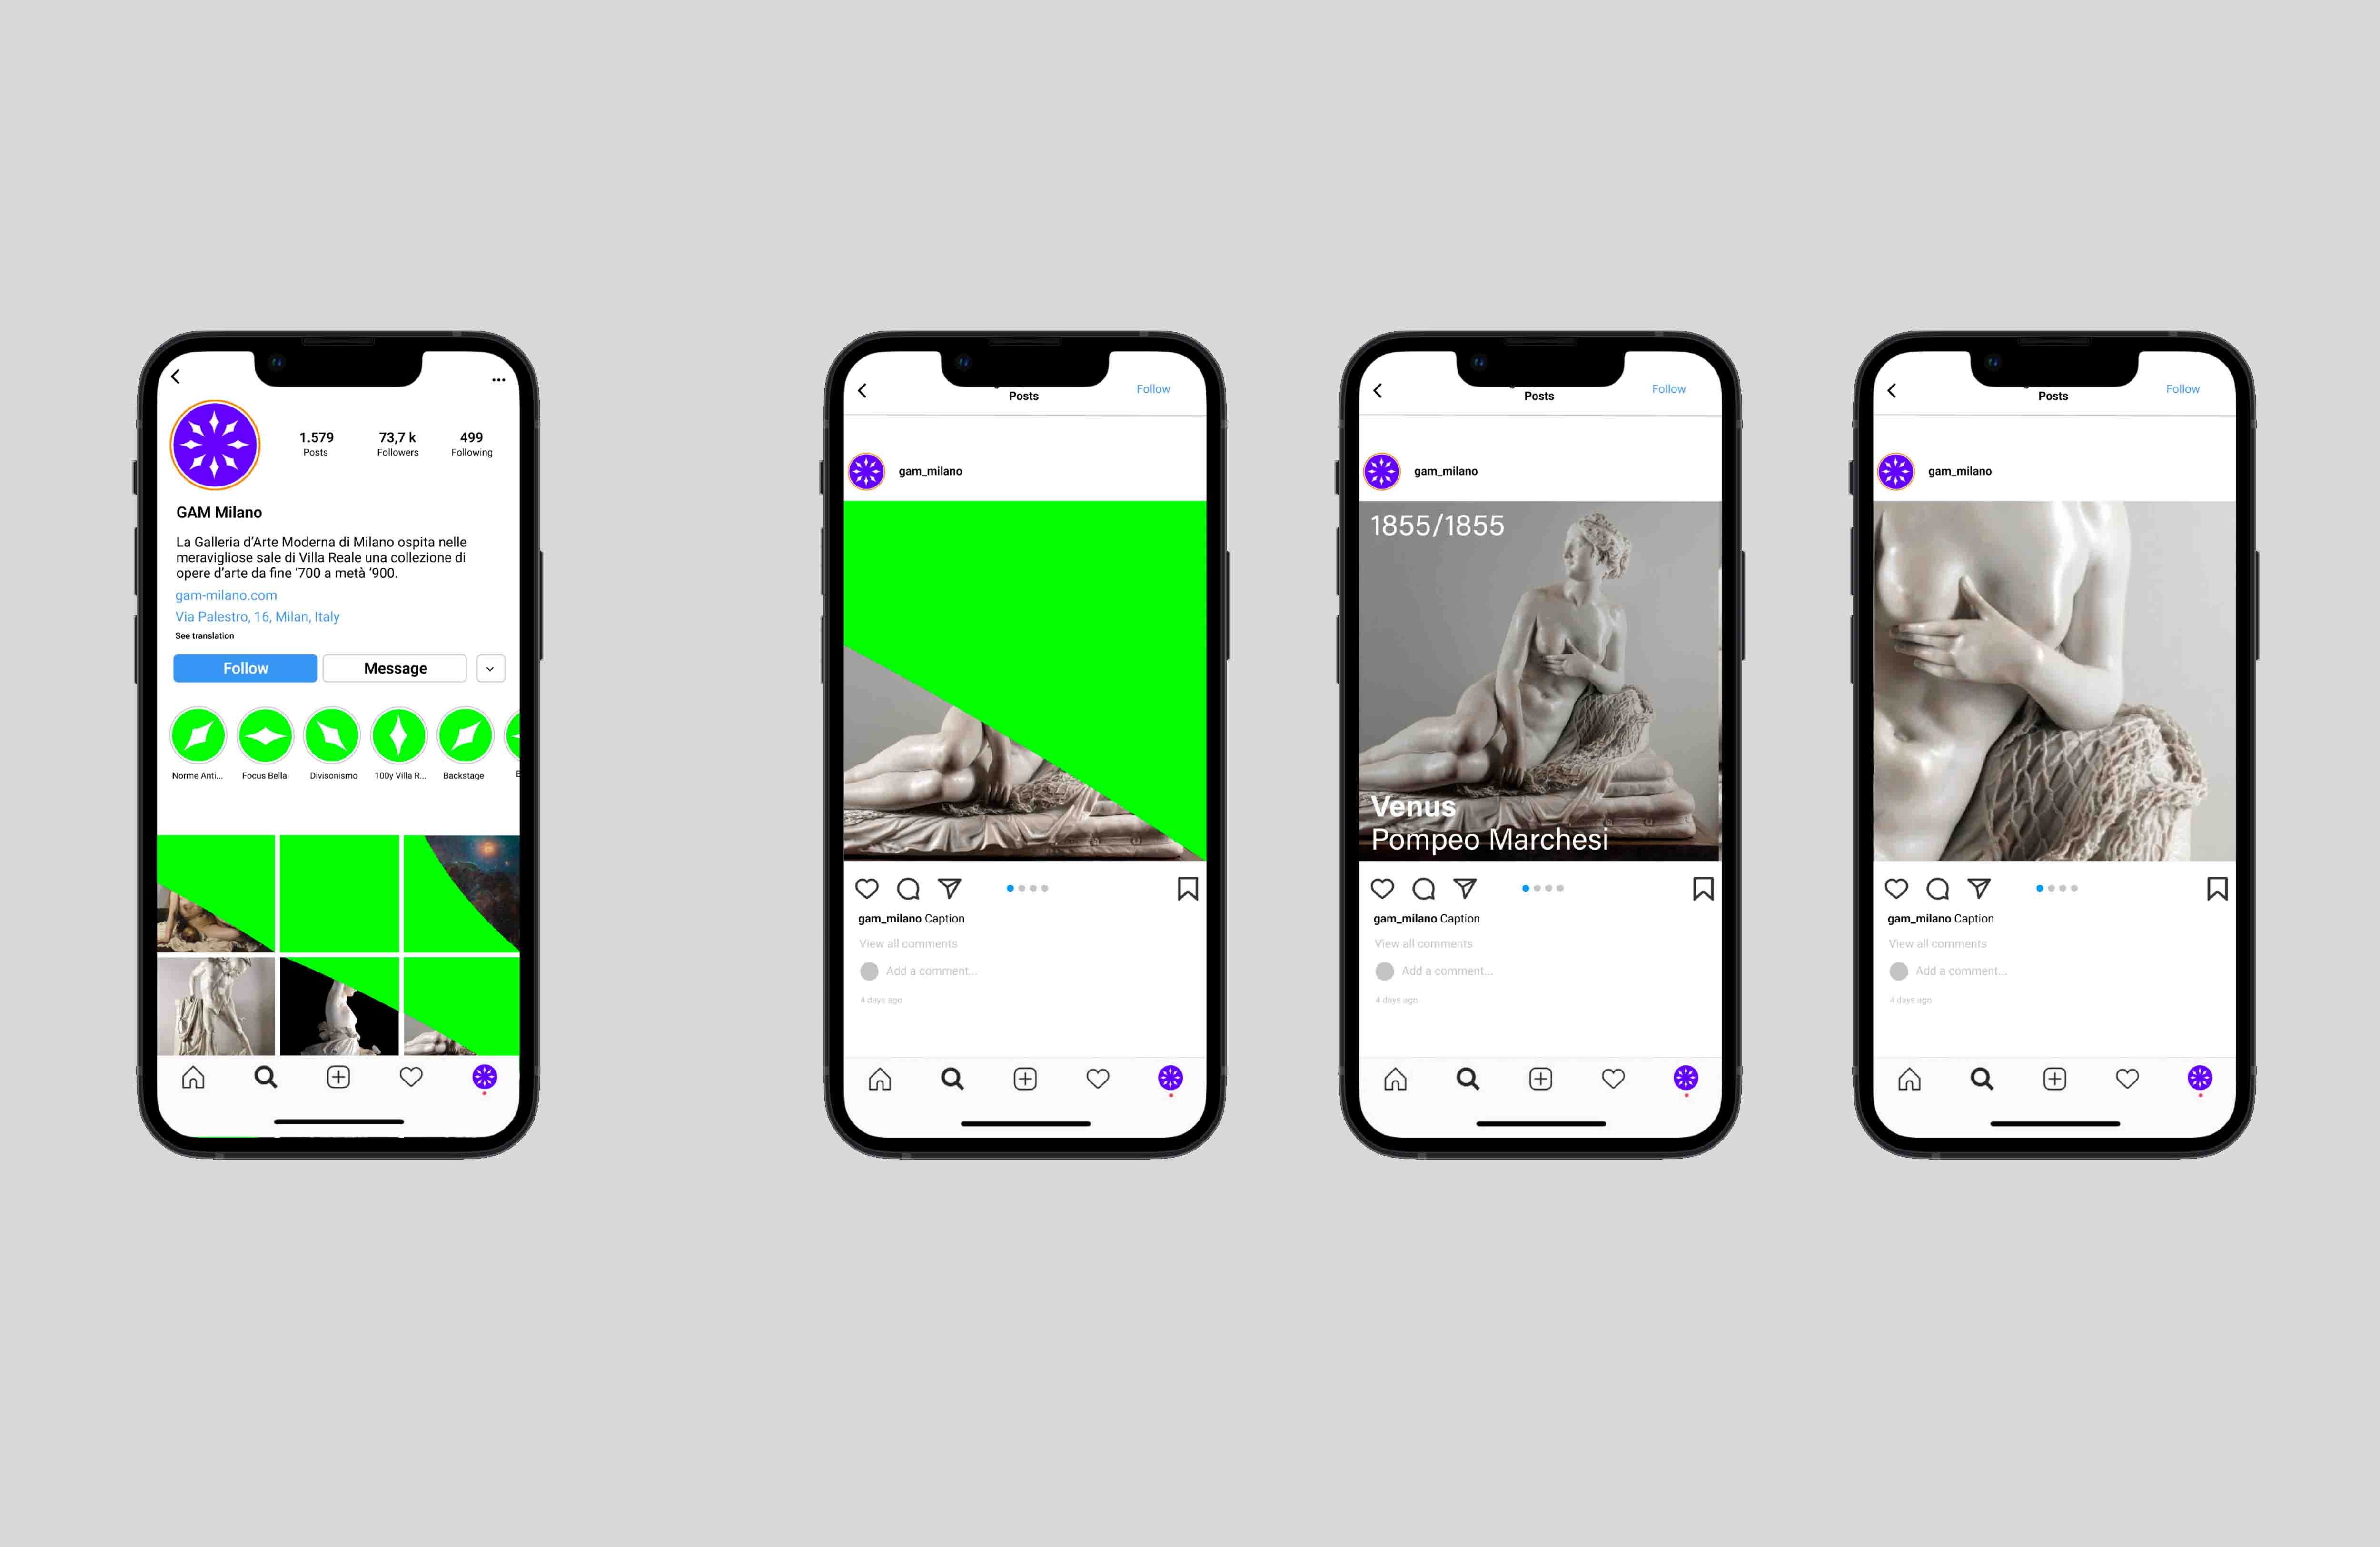 1.579
Posts
73,7 k
Followers
499
Following
GAM Milano
La Galleria d’Arte Moderna di Milano ospita nelle
meravigliose sale di Villa Reale una collezione di
opere d’arte da fine ‘700 a metà ‘900.
gam-milano.com
Via Palestro, 16, Milan, Italy
See translation
Follow
Message
Norme Anti...
Focus Bella
Divisonismo
100y Villa R...
Backstage
Posts
Follow
gam_milano
gam_milano Caption
View all comments
Add a comment...
4 days ago
Posts
Follow
gam_milano
1855/1855
Venus
Pompeo Marchesi
gam_milano Caption
View all comments
Add a comment...
4 days ago
Posts
Follow
gam_milano
gam_milano Caption
View all comments
Add a comment...
4 days ago